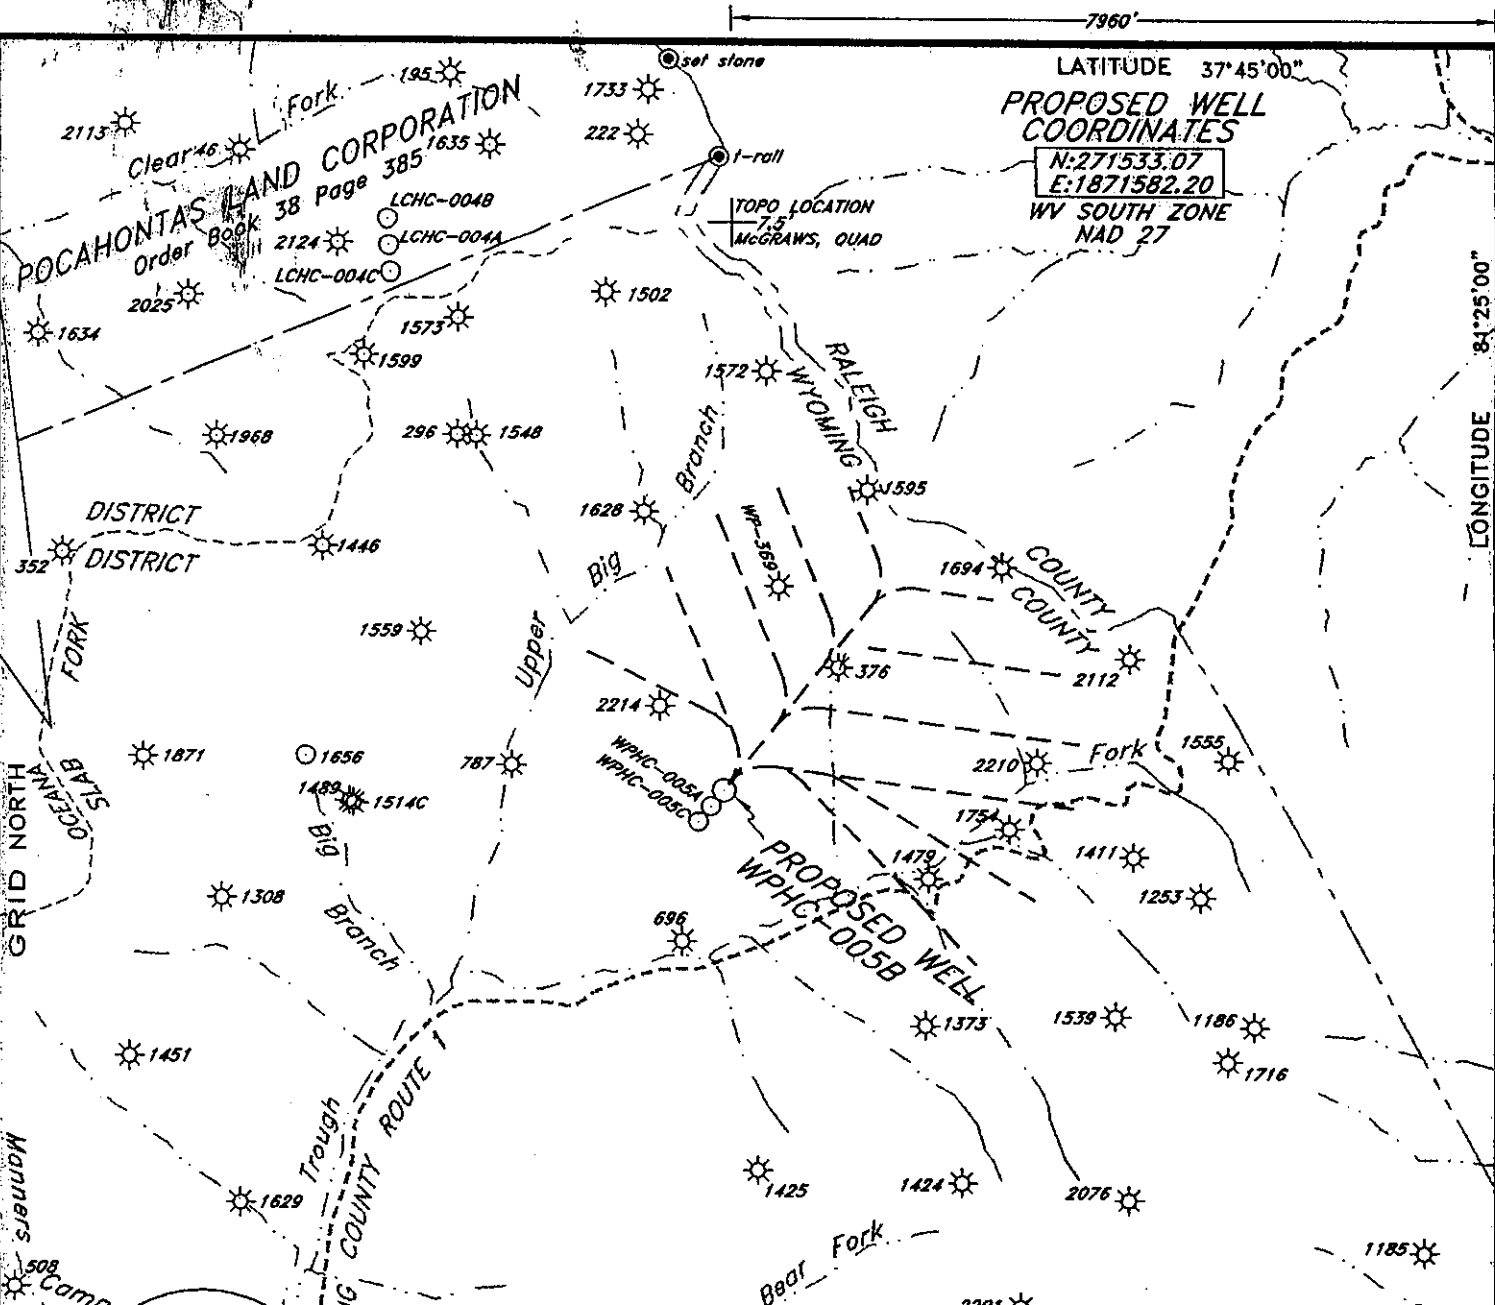 7960'
set stone
LATITUDE 37°45'00"
PROPOSED WELL
COORDINATES
N:271533.07
E:1871582.20
WV SOUTH ZONE
NAD 27
195
1733
2113
Clear
Fork
46
1635
222
t-rail
POCAHONTAS LAND CORPORATION
Order Book 38 Page 385
LCHC-004B
2124
LCHC-004A
LCHC-004C
TOPO LOCATION
7.5'
McGRAWS, QUAD
2025
1502
1634
1573
1599
1572
RALEIGH
WYOMING
81°25'00"
LONGITUDE
1968
296
1548
Branch
1595
1628
WP-369
DISTRICT
DISTRICT
352
1446
Big
1694
COUNTY
COUNTY
1559
FORK
Upper
376
2112
2214
1871
1656
787
WPHC-005A
WPHC-005C
2210
Fork
1555
OCEANA
SLAB
1489
1514C
GRID NORTH
Big
1754
1479
1411
1253
PROPOSED WELL
WPHC-005B
1308
Branch
696
1373
1539
1186
1451
1716
COUNTY ROUTE 1
Trough
Manners
1629
1425
1424
2076
1185
Bear Fork
508
Camp